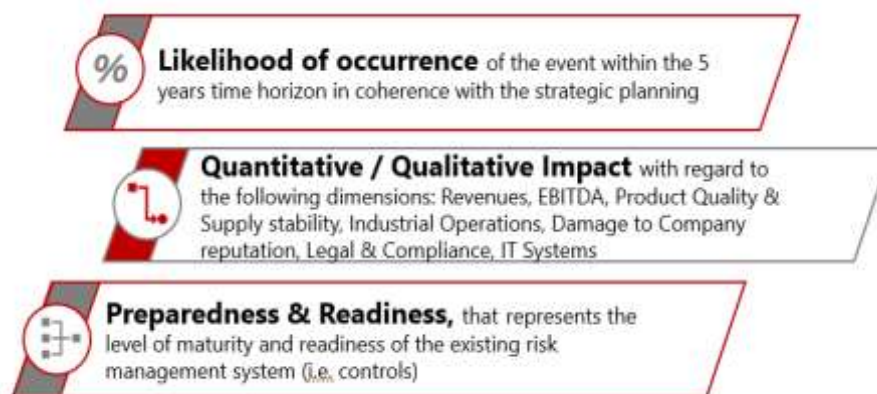 %
Likelihood of occurrence of the event within the 5
years time horizon in coherence with the strategic planning
Quantitative / Qualitative Impact with regard to
the following dimensions: Revenues, EBITDA, Product Quality &
Supply stability, Industrial Operations, Damage to Company
reputation, Legal & Compliance, IT Systems
Preparedness & Readiness, that represents the
level of maturity and readiness of the existing risk
management system (i.e. controls)